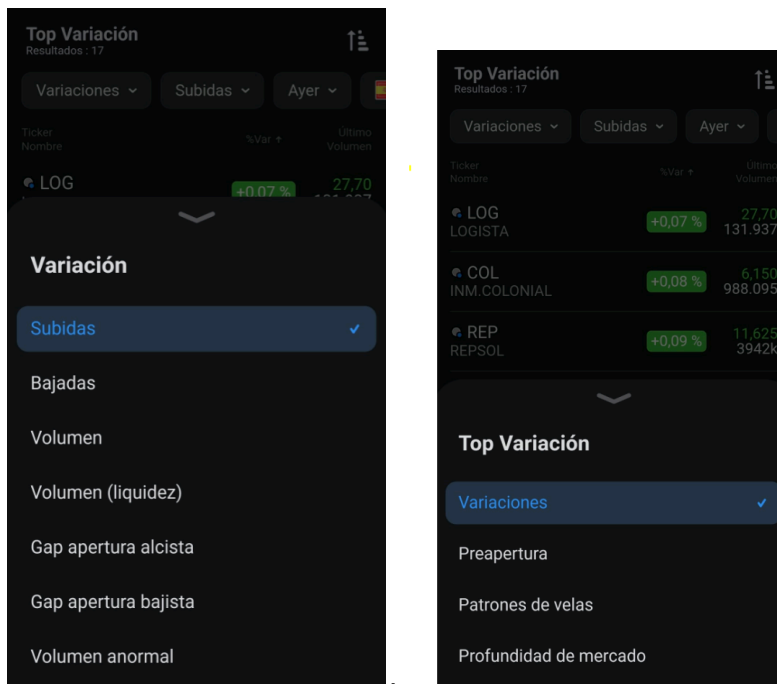 Top Variación
Resultados : 17
Variaciones Subidas Ayer
Ticker %Var Último
Nombre Volumen
LOG +0,07 % 27,70
Variación
Subidas
Bajadas
Volumen
Volumen (liquidez)
Gap apertura alcista
Gap apertura bajista
Volumen anormal
Top Variación
Resultados : 17
Variaciones Subidas Ayer
Ticker %Var Último
Nombre Volumen
LOG +0,07 % 27,70
LOGISTA 131.937
COL +0,08 % 6,150
INM.COLONIAL 988.095
REP +0,09 % 11,625
REPSOL 3942k
Top Variación
Variaciones
Preapertura
Patrones de velas
Profundidad de mercado